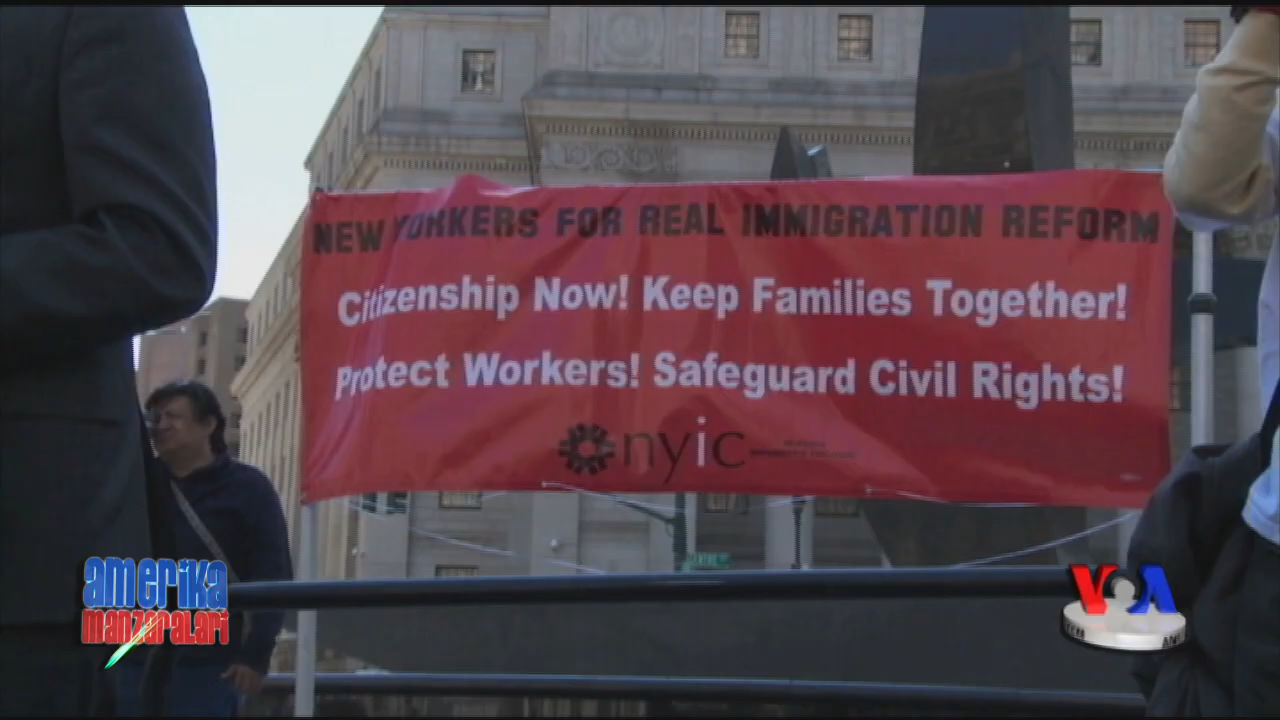 NEW YORKERS FOR REAL IMMIGRATION REFORM
Citizenship Now! Keep Families Together!
Protect Workers! Safeguard Civil Rights!
nyic
amerika
manzaralari
VOA